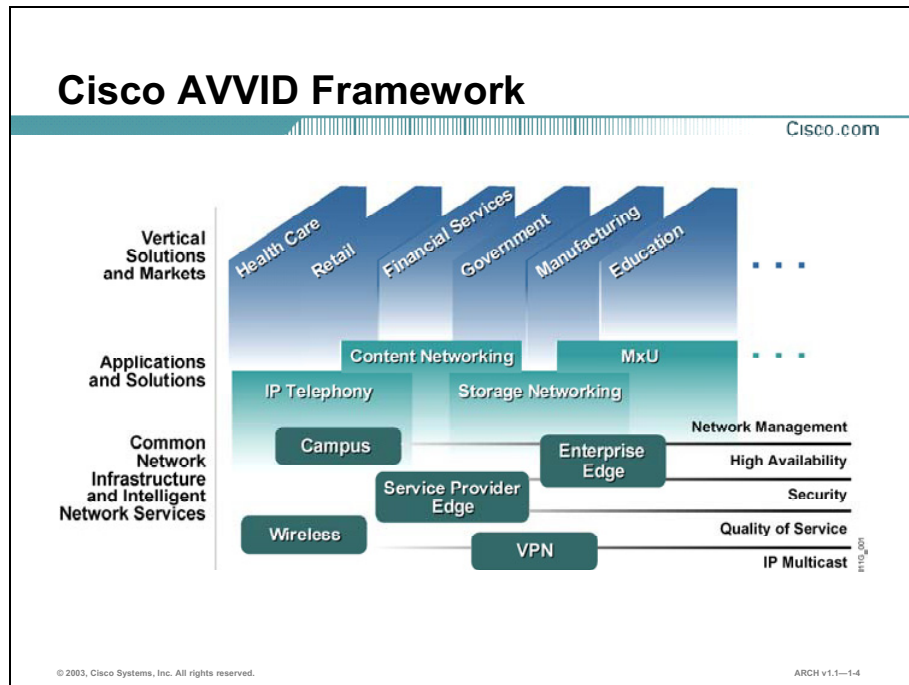 Cisco AVVID Framework
Cisco.com
Vertical
Solutions
and Markets
Health Care
Retail
Financial Services
Government
Manufacturing
Education
Applications
and Solutions
Content Networking
MxU
IP Telephony
Storage Networking
Common
Network
Infrastructure
and Intelligent
Network Services
Campus
Enterprise
Edge
Service Provider
Edge
Wireless
VPN
Network Management
High Availability
Security
Quality of Service
IP Multicast
© 2003, Cisco Systems, Inc. All rights reserved.
ARCH v1.1—1-4